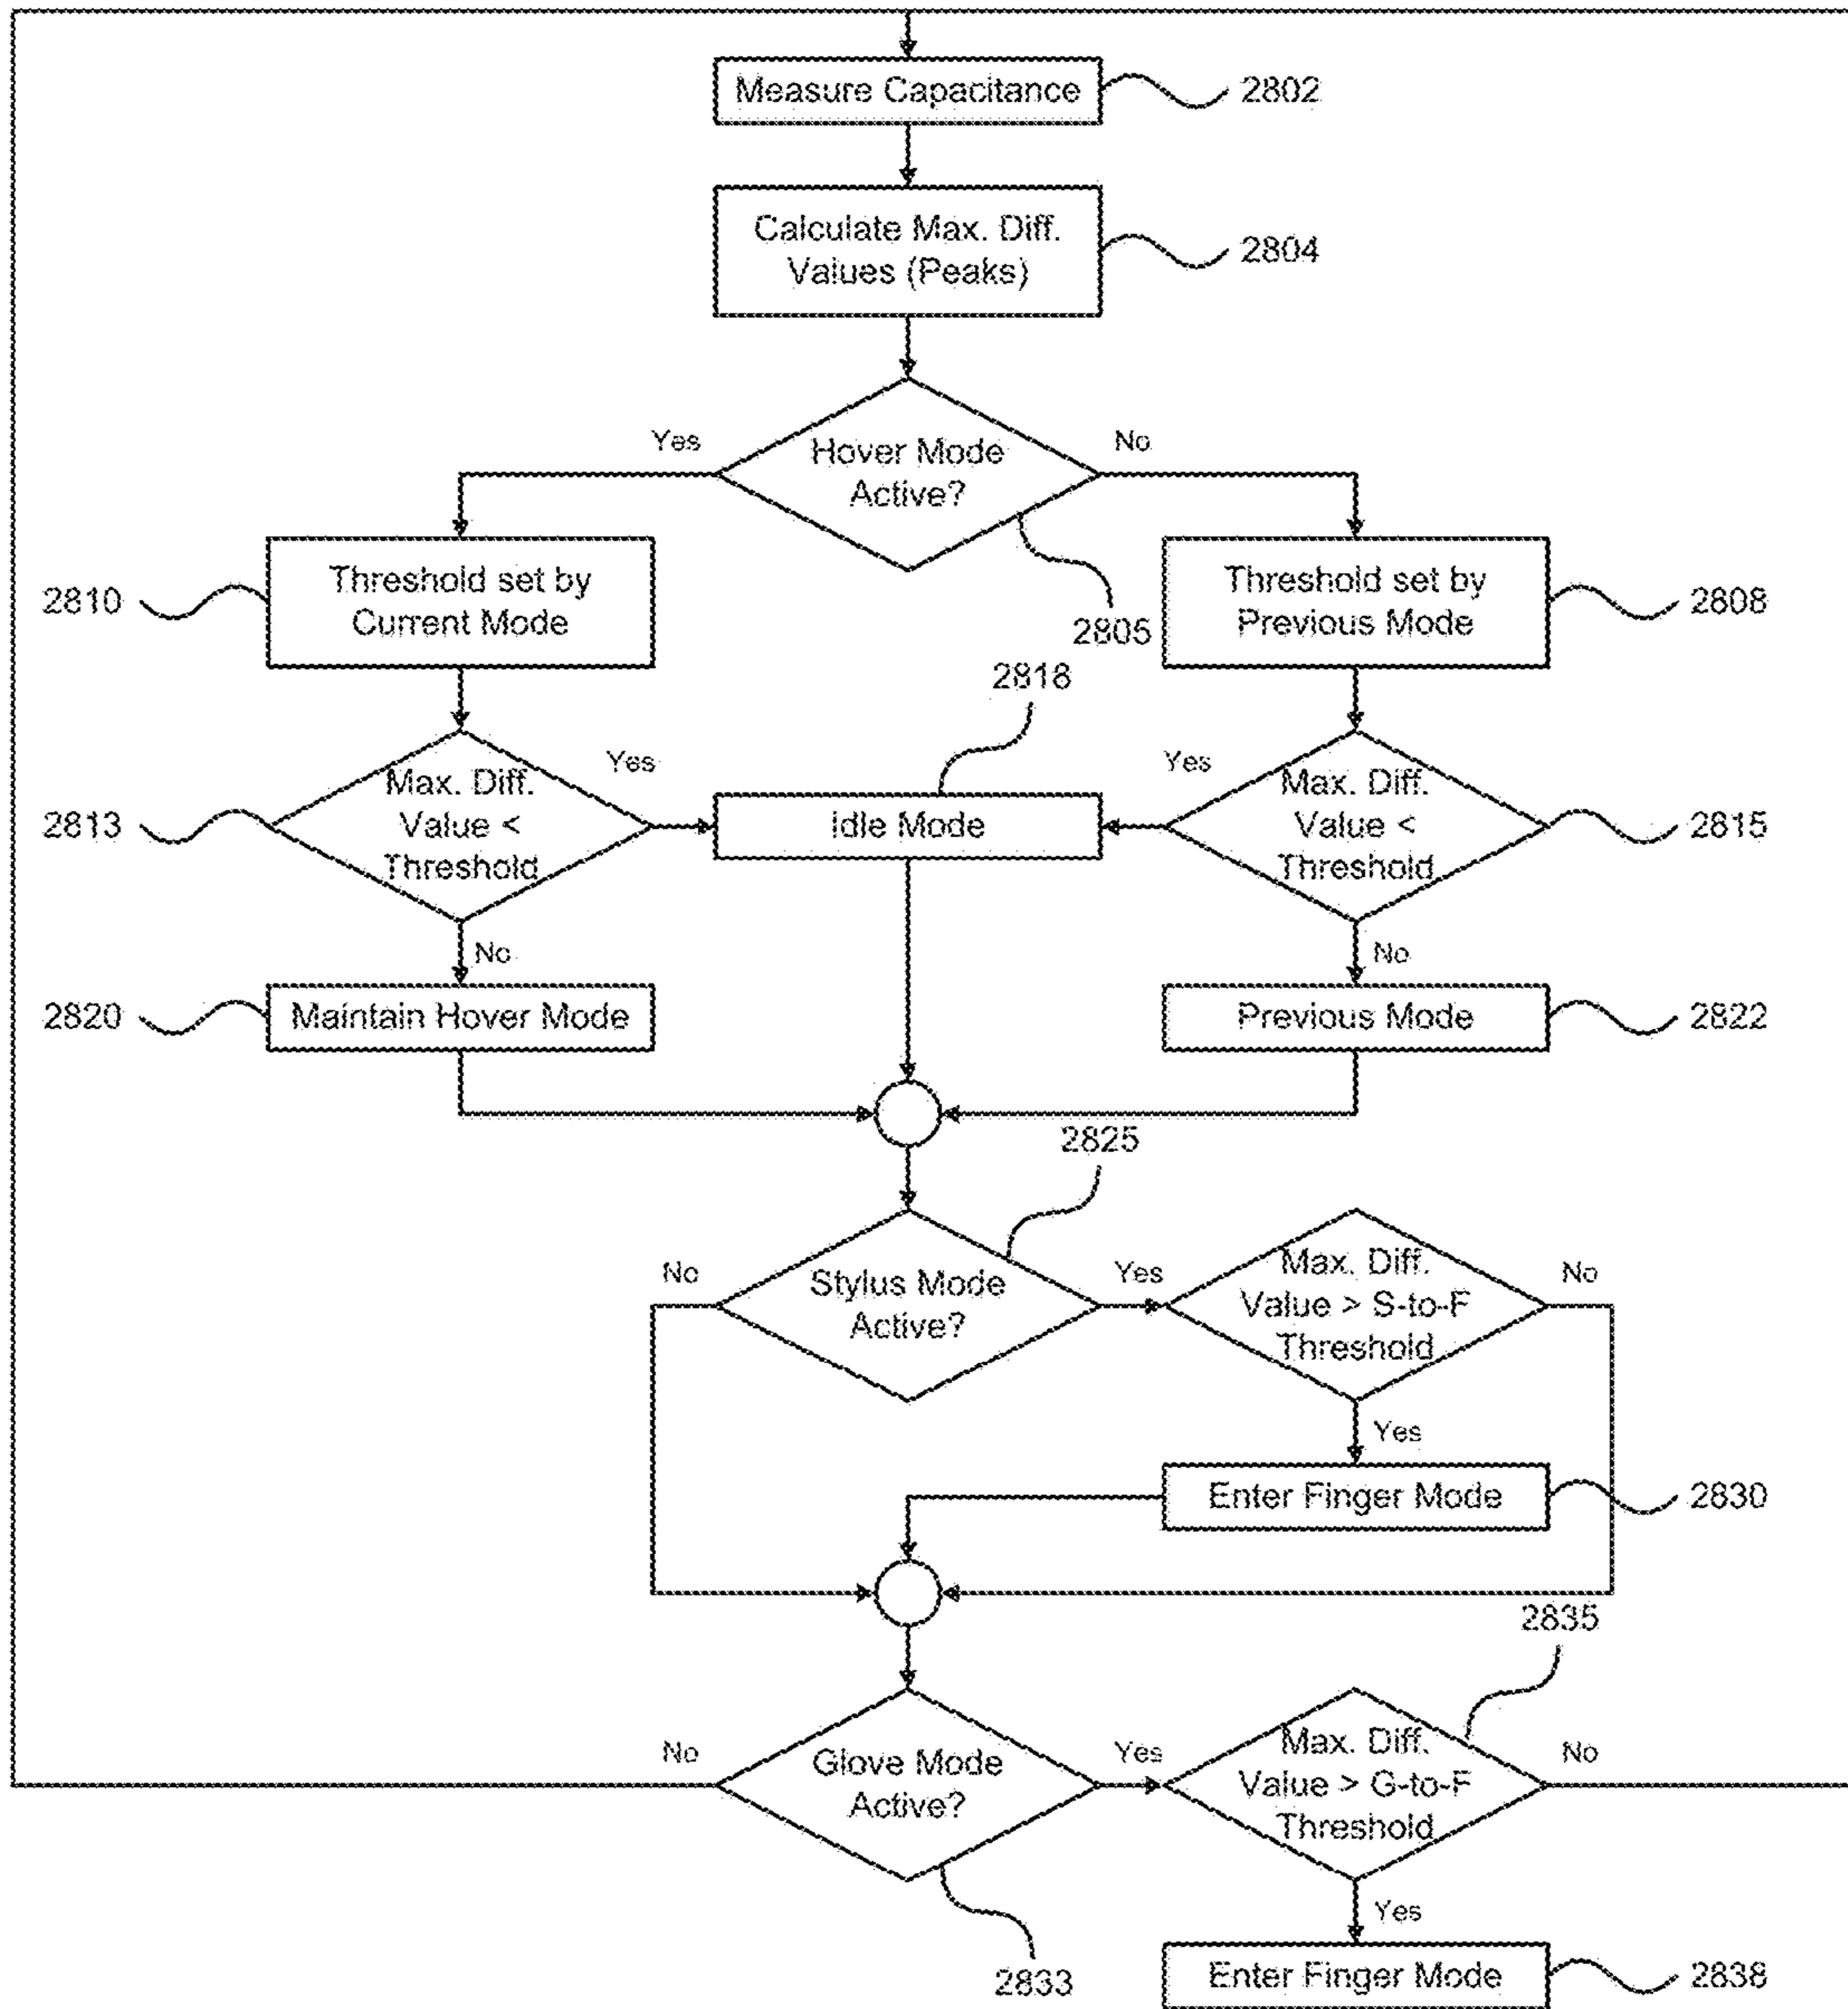 Measure Capacitance
2802
Calculate Max. Diff.
Values (Peaks)
2804
Yes
Hover Mode
Active?
No
2805
2810
Threshold set by
Current Mode
Threshold set by
Previous Mode
2808
2818
2813
Max. Diff.
Value <
Threshold
Yes
Idle Mode
Yes
Max. Diff.
Value <
Threshold
2815
No
No
2820
Maintain Hover Mode
Previous Mode
2822
2825
No
Stylus Mode
Active?
Yes
Max. Diff.
Value > S-to-F
Threshold
No
Yes
Enter Finger Mode
2830
2835
No
Glove Mode
Active?
Yes
Max. Diff.
Value > G-to-F
Threshold
No
Yes
2833
Enter Finger Mode
2838